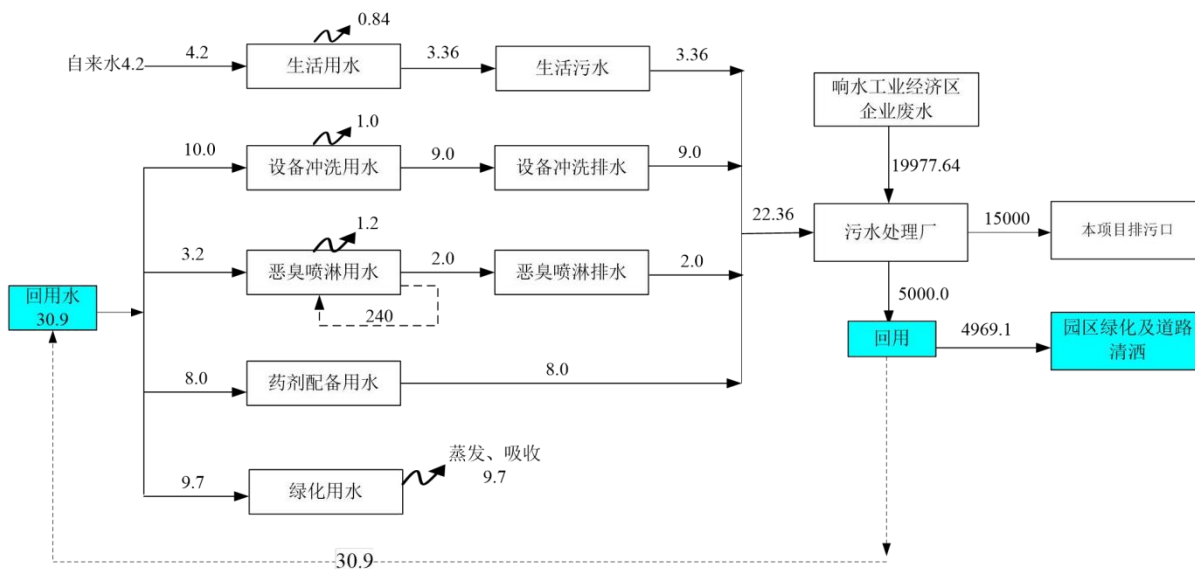 0.84
自来水4.2
4.2
生活用水
3.36
生活污水
3.36
响水工业经济区
企业废水
1.0
10.0
设备冲洗用水
9.0
设备冲洗排水
9.0
19977.64
1.2
22.36
污水处理厂
15000
本项目排污口
3.2
恶臭喷淋用水
2.0
恶臭喷淋排水
2.0
240
5000.0
回用水
30.9
回用
4969.1
园区绿化及道路
清洒
8.0
药剂配备用水
8.0
蒸发、吸收
9.7
9.7
绿化用水
30.9